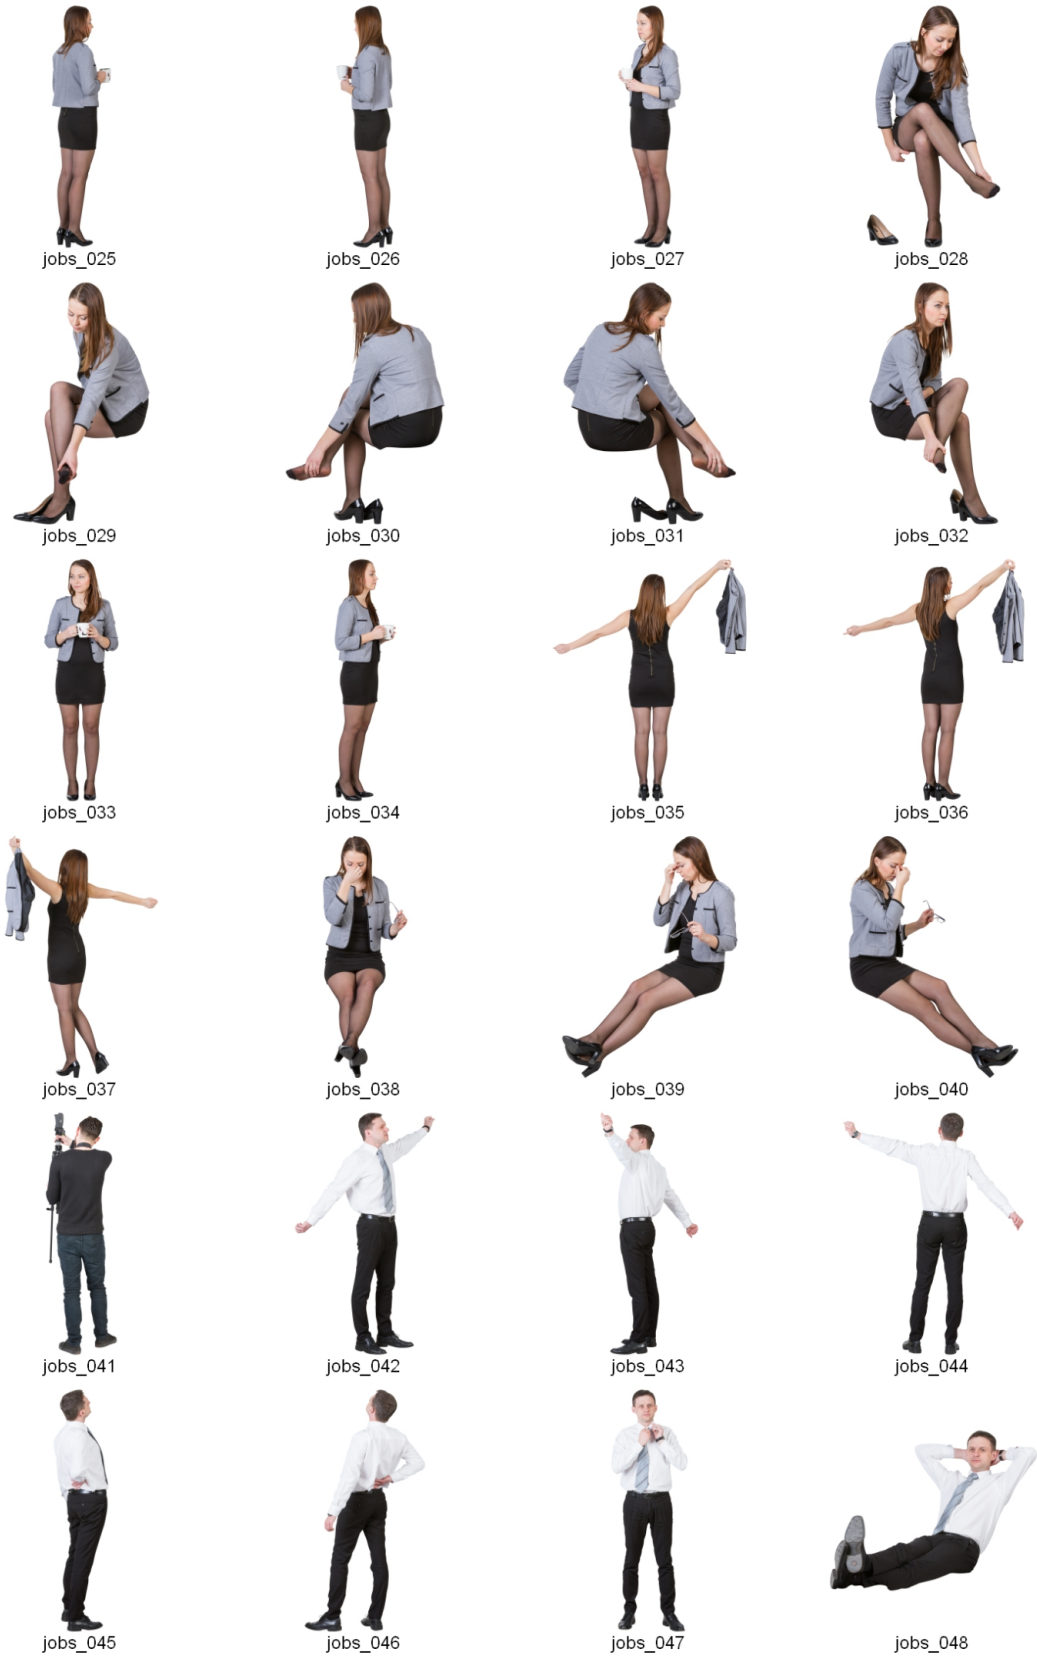 jobs_025 jobs_026 jobs_027 jobs_028
jobs_029 jobs_030 jobs_031 jobs_032
jobs_033 jobs_034 jobs_035 jobs_036
jobs_037 jobs_038 jobs_039 jobs_040
jobs_041 jobs_042 jobs_043 jobs_044
jobs_045 jobs_046 jobs_047 jobs_048